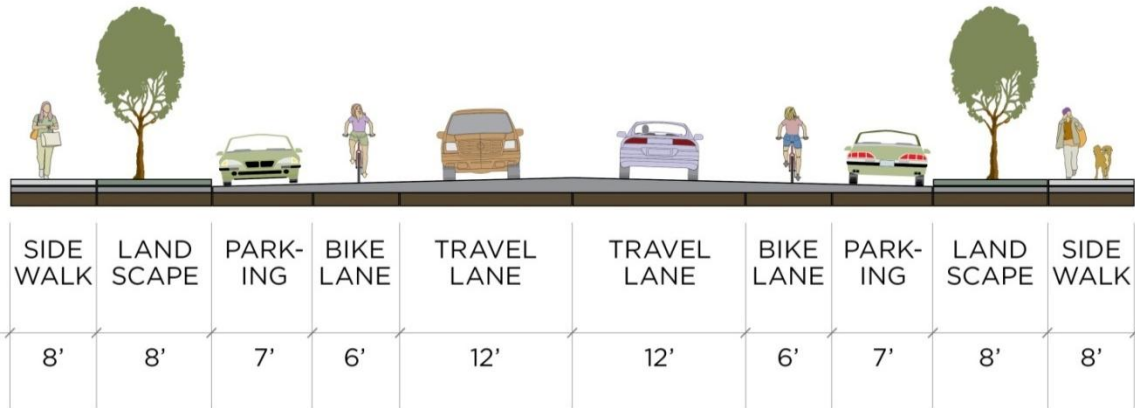 SIDE WALK
LAND SCAPE
PARK-ING
BIKE LANE
TRAVEL LANE
TRAVEL LANE
BIKE LANE
PARK-ING
LAND SCAPE
SIDE WALK
8’
8’
7’
6’
12’
12’
6’
7’
8’
8’